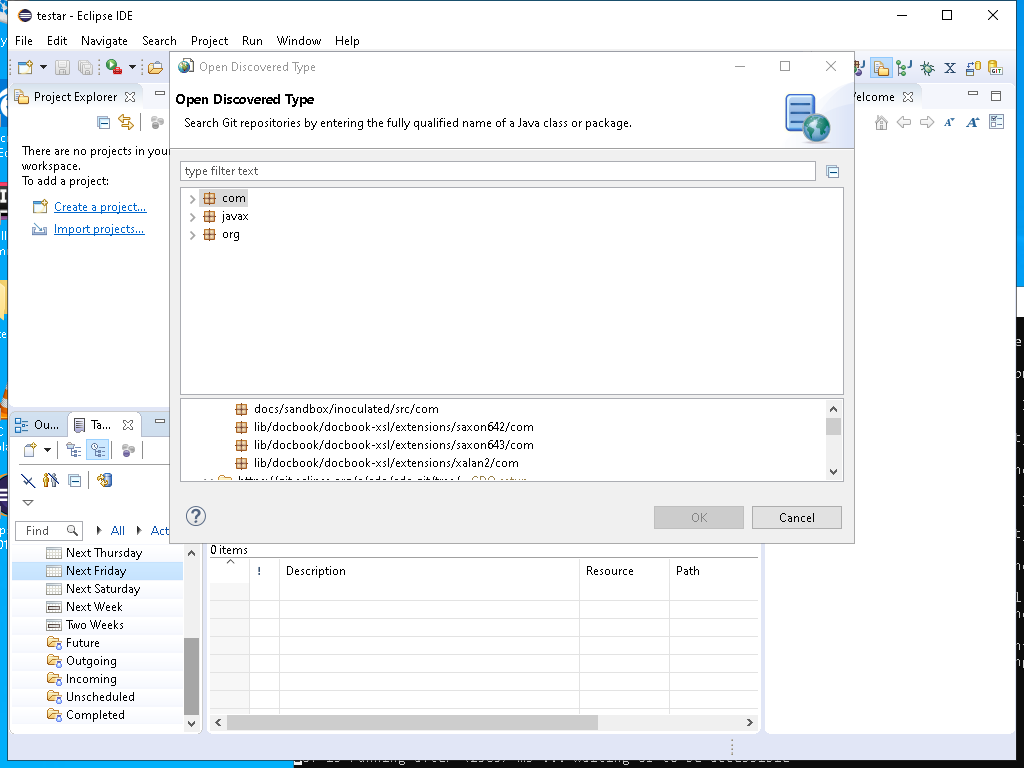 testar - Eclipse IDE
File Edit Navigate Search Project Run Window Help
Open Discovered Type
Project Explorer
elcome
Open Discovered Type
Search Git repositories by entering the fully qualified name of a Java class or package.
There are no projects in your
workspace.
To add a project:
Create a project...
Import projects...
type filter text
com
javax
org
docs/sandbox/inoculated/src/com
lib/docbook/docbook-xsl/extensions/saxon642/com
lib/docbook/docbook-xsl/extensions/saxon643/com
lib/docbook/docbook-xsl/extensions/xalan2/com
OK Cancel
Ou... Ta...
Find All Act
Next Thursday
Next Friday
Next Saturday
Next Week
Two Weeks
Future
Outgoing
Incoming
Unscheduled
Completed
0 items
! Description Resource Path